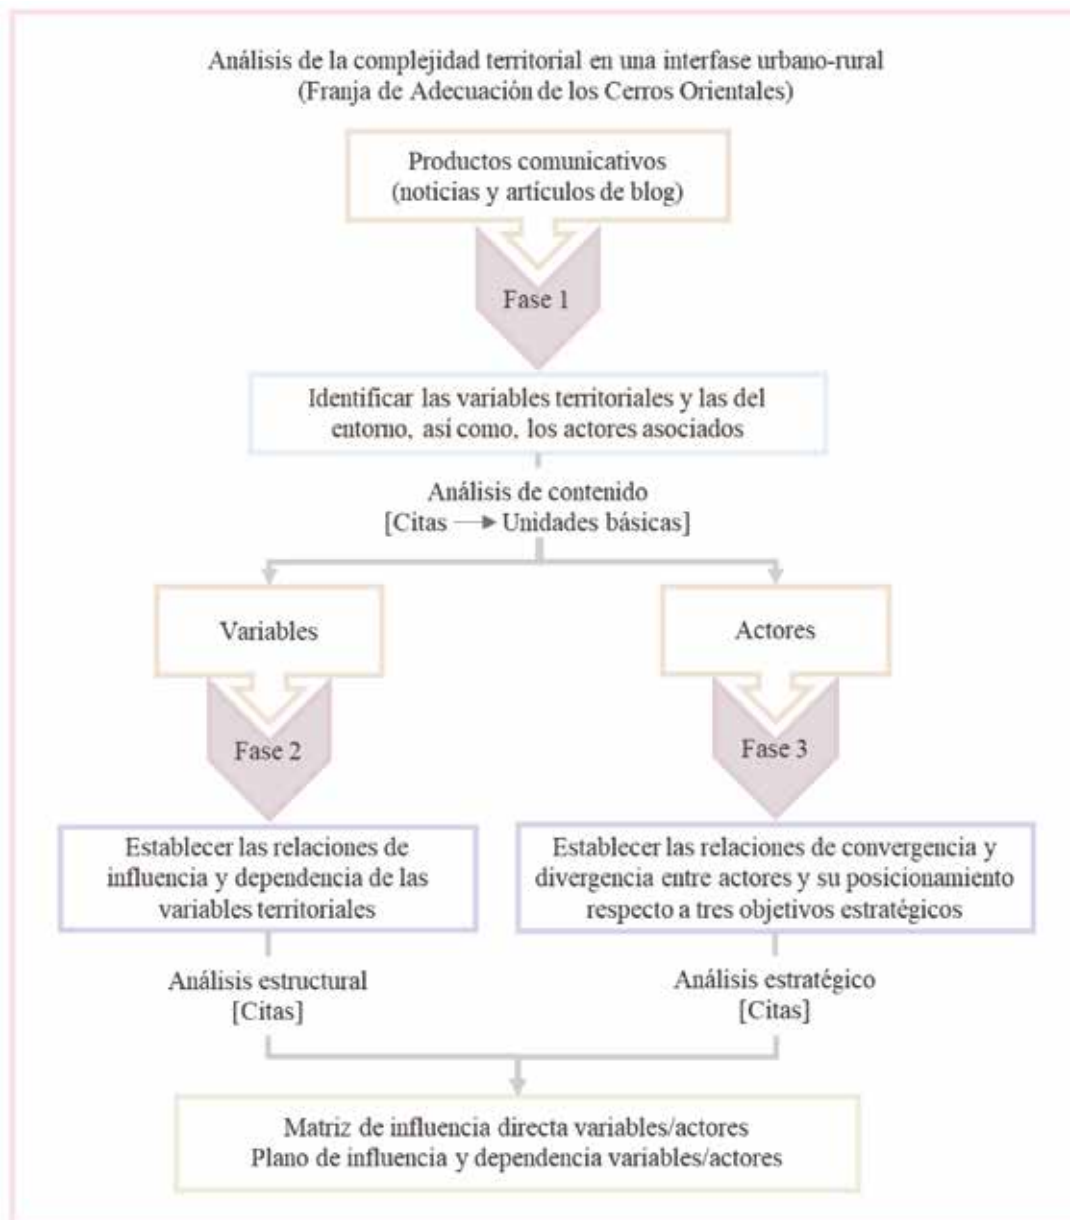 Análisis de la complejidad territorial en una interfase urbano-rural
(Franja de Adecuación de los Cerros Orientales)
Productos comunicativos
(noticias y artículos de blog)
Fase 1
Identificar las variables territoriales y las del
entorno, así como, los actores asociados
Análisis de contenido
[Citas → Unidades básicas]
Variables
Actores
Fase 2
Fase 3
Establecer las relaciones de
influencia y dependencia de las
variables territoriales
Establecer las relaciones de convergencia y
divergencia entre actores y su posicionamiento
respecto a tres objetivos estratégicos
Análisis estructural
[Citas]
Análisis estratégico
[Citas]
Matriz de influencia directa variables/actores
Plano de influencia y dependencia variables/actores